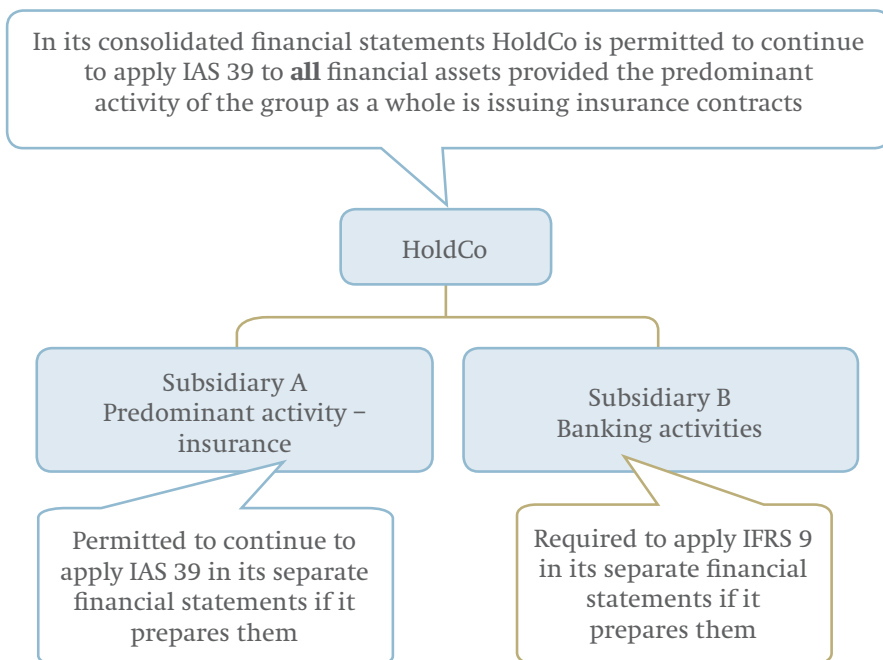 In its consolidated financial statements HoldCo is permitted to continue
to apply IAS 39 to all financial assets provided the predominant
activity of the group as a whole is issuing insurance contracts
HoldCo
Subsidiary A
Predominant activity –
insurance
Subsidiary B
Banking activities
Permitted to continue to
apply IAS 39 in its separate
financial statements if it
prepares them
Required to apply IFRS 9
in its separate financial
statements if it
prepares them